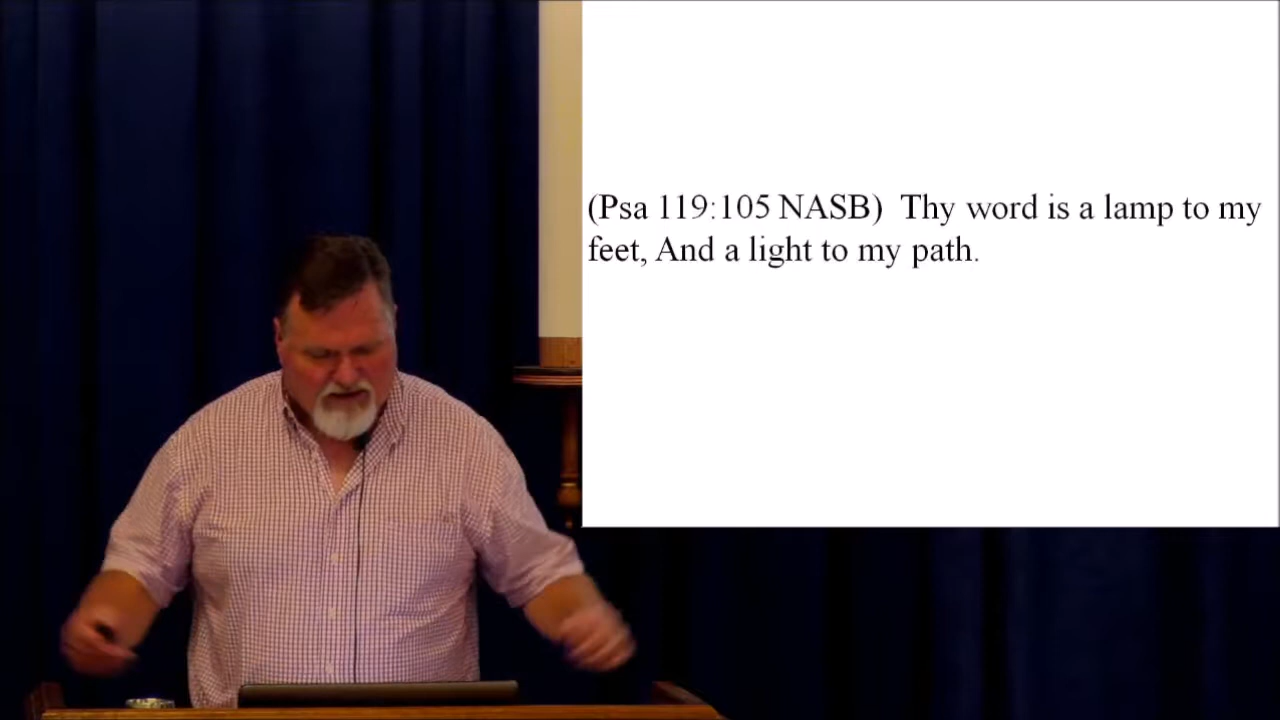 (Psa 119:105 NASB)  Thy word is a lamp to my
feet, And a light to my path.